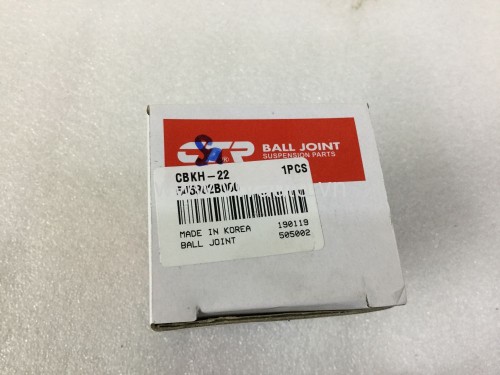 CTR® BALL JOINT
SUSPENSION PARTS
CBKH-22 1PCS
MADE IN KOREA 190119
BALL JOINT 505002